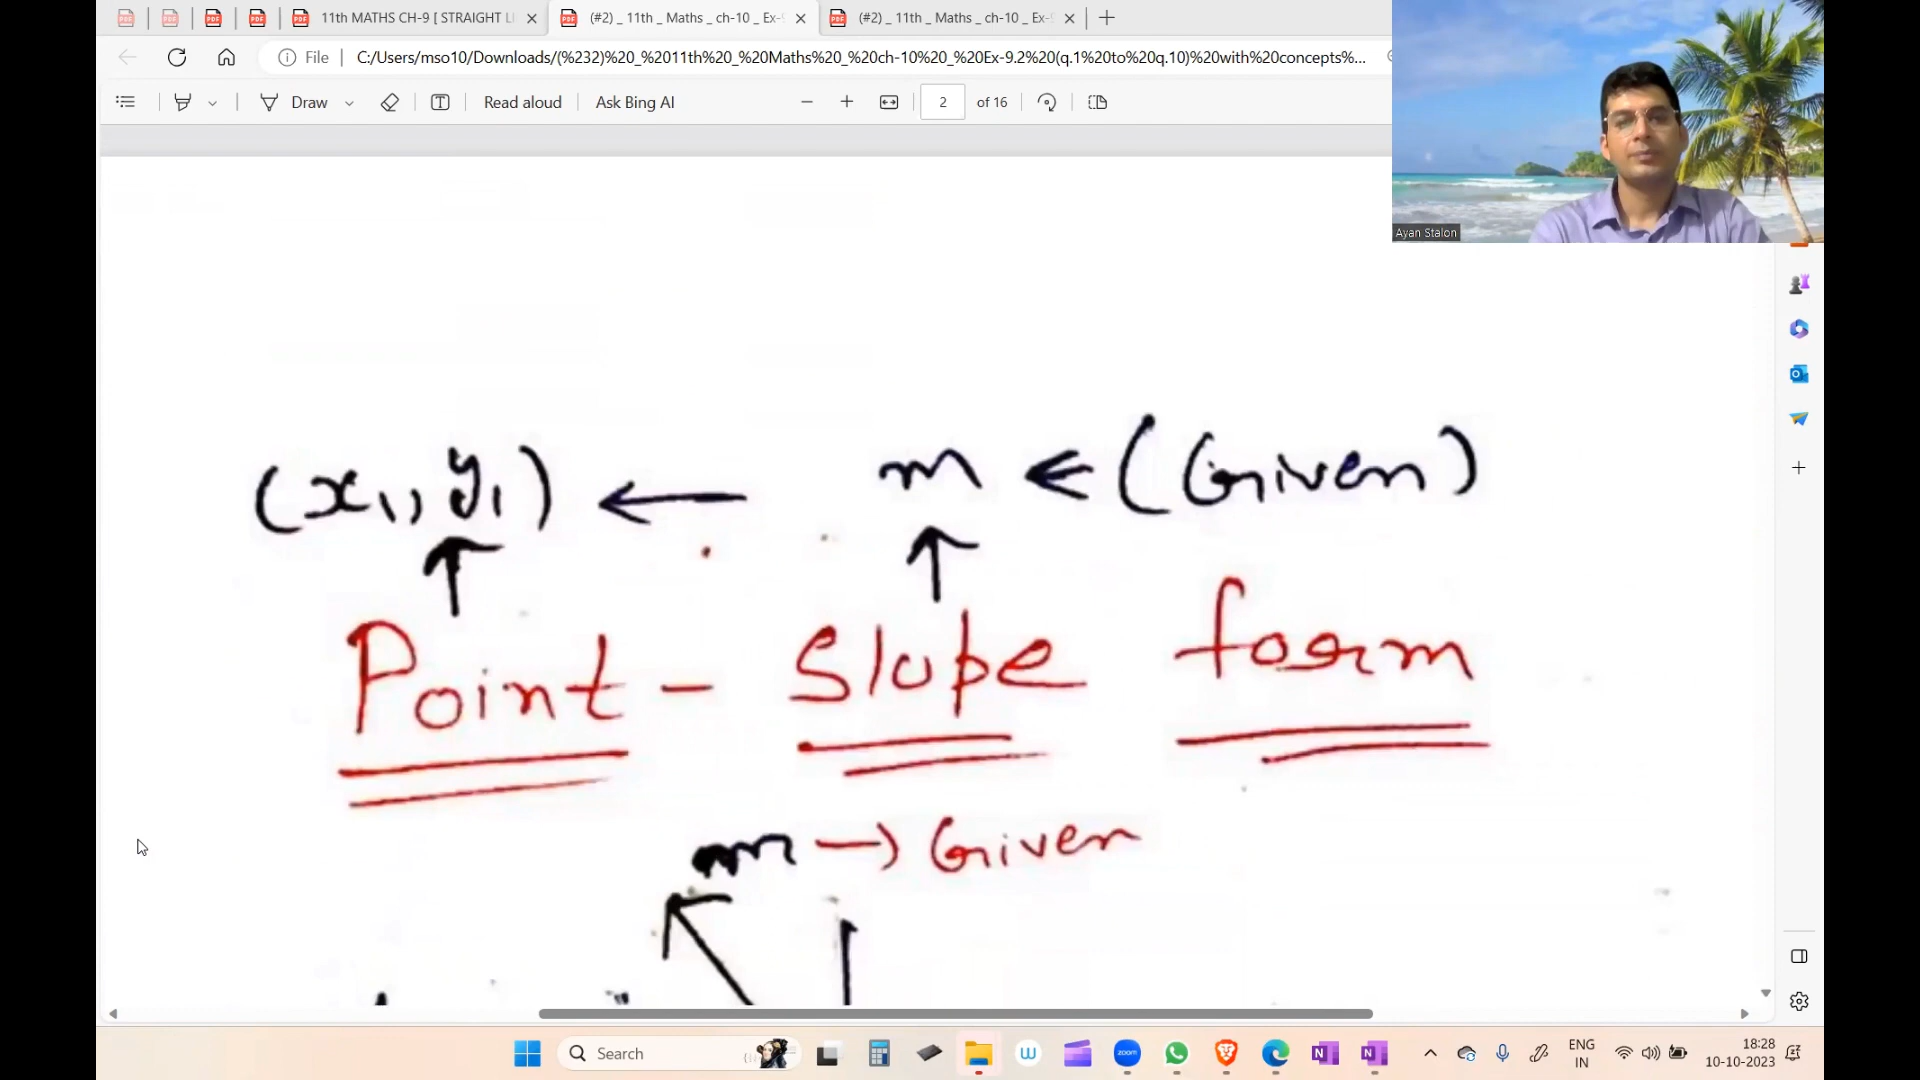 11th MATHS CH-9 [ STRAIGHT LI
(#2) _ 11th _ Maths _ ch-10 _ Ex-9
(#2) _ 11th _ Maths _ ch-10 _ Ex-9
File
C:/Users/mso10/Downloads/(%232)%20_%2011th%20_%20Maths%20_%20ch-10%20_%20Ex-9.2%20(q.1%20to%20q.10)%20with%20concepts%...
Draw
Read aloud
Ask Bing AI
2 of 16
Ayan Stalon
(x₁, y₁) ← m ← (Given)
↑ ↑
Point - Slope form
m → Given
Search
zoom
ENG
IN
18:28
10-10-2023